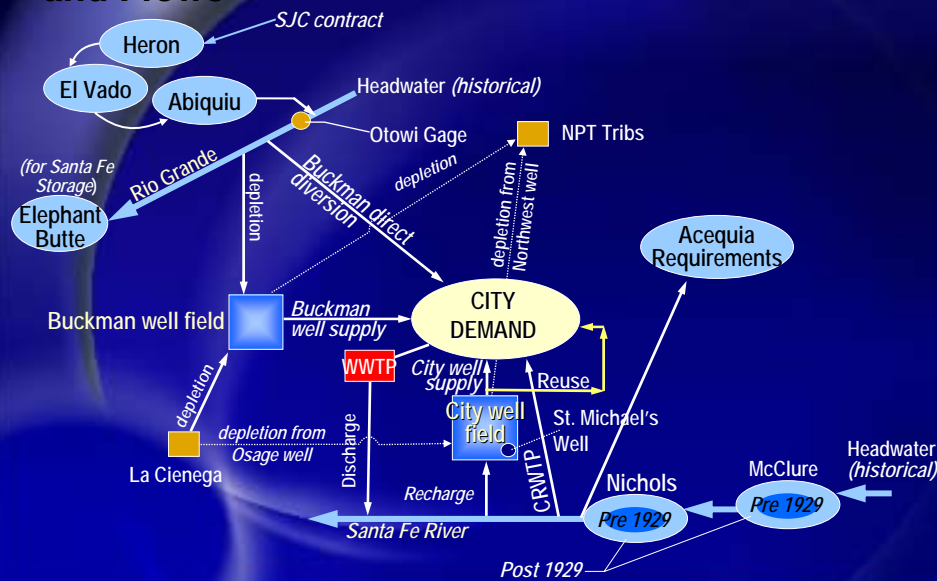 and Flows
SJC contract
Heron
El Vado
Abiquiu
Headwater (historical)
Otowi Gage
NPT Tribs
(for Santa Fe
Storage)
Rio Grande
Elephant
Butte
depletion
Buckman direct
diversion
depletion
depletion from
Northwest well
Acequia
Requirements
Buckman well field
Buckman
well supply
CITY
DEMAND
WWTP
City well
supply
Reuse
depletion
City well
field
St. Michael's
Well
depletion from
Osage well
La Cienega
Discharge
Recharge
CRWTP
Nichols
Pre 1929
McClure
Pre 1929
Headwater
(historical)
Santa Fe River
Post 1929